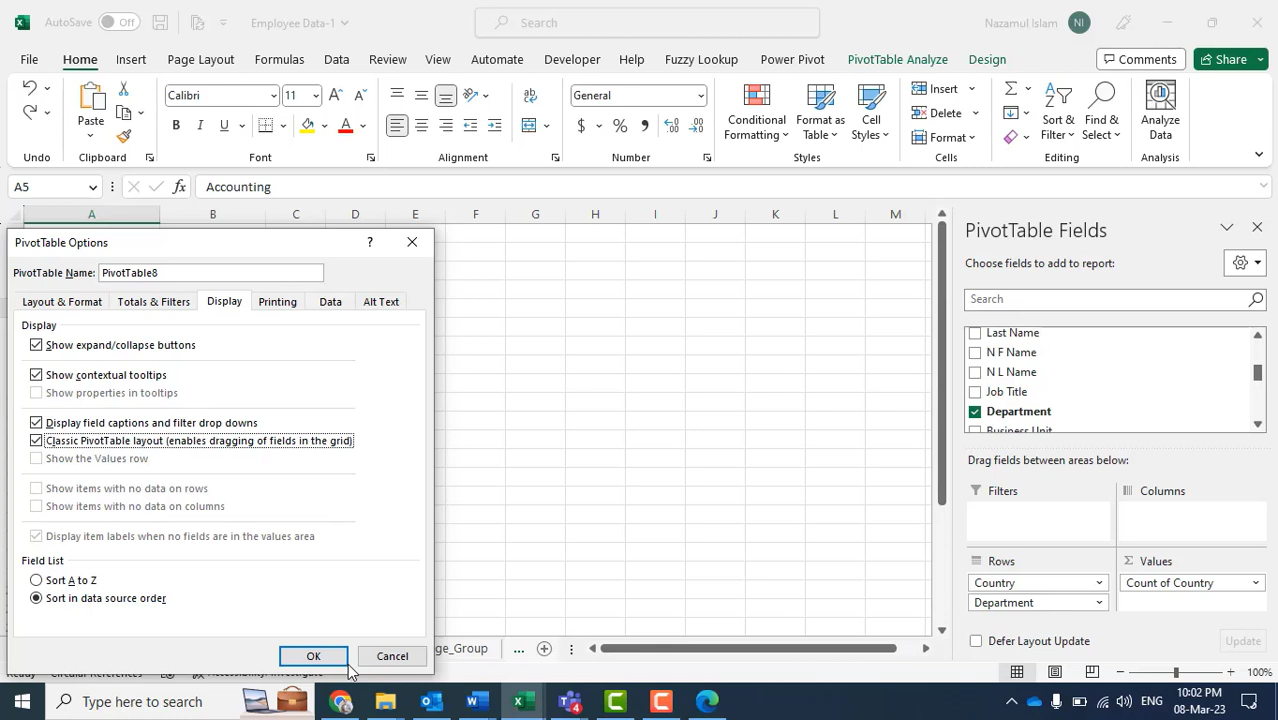 AutoSave Off Employee Data-1 Search Nazamul Islam NI
File Home Insert Page Layout Formulas Data Review View Automate Developer Help Fuzzy Lookup Power Pivot PivotTable Analyze Design Comments Share
Paste Calibri 11 General Conditional Formatting Format as Table Cell Styles Insert Delete Format Sort & Filter Find & Select Analyze Data
Undo Clipboard Font Alignment Number Styles Cells Editing Analysis
A5 Accounting
A B C D E F G H I J K L M
PivotTable Options ?
PivotTable Name: PivotTable8
Layout & Format Totals & Filters Display Printing Data Alt Text
Display
Show expand/collapse buttons
Show contextual tooltips
Show properties in tooltips
Display field captions and filter drop downs
Classic PivotTable layout (enables dragging of fields in the grid)
Show the Values row
Show items with no data on rows
Show items with no data on columns
Display item labels when no fields are in the values area
Field List
Sort A to Z
Sort in data source order
OK Cancel
PivotTable Fields
Choose fields to add to report:
Search
Last Name
N F Name
N L Name
Job Title
Department
Business Unit
Drag fields between areas below:
Filters Columns
Rows Values
Country Count of Country
Department
Defer Layout Update Update
ge_Group ...
100%
Type here to search ENG 10:02 PM
08-Mar-23